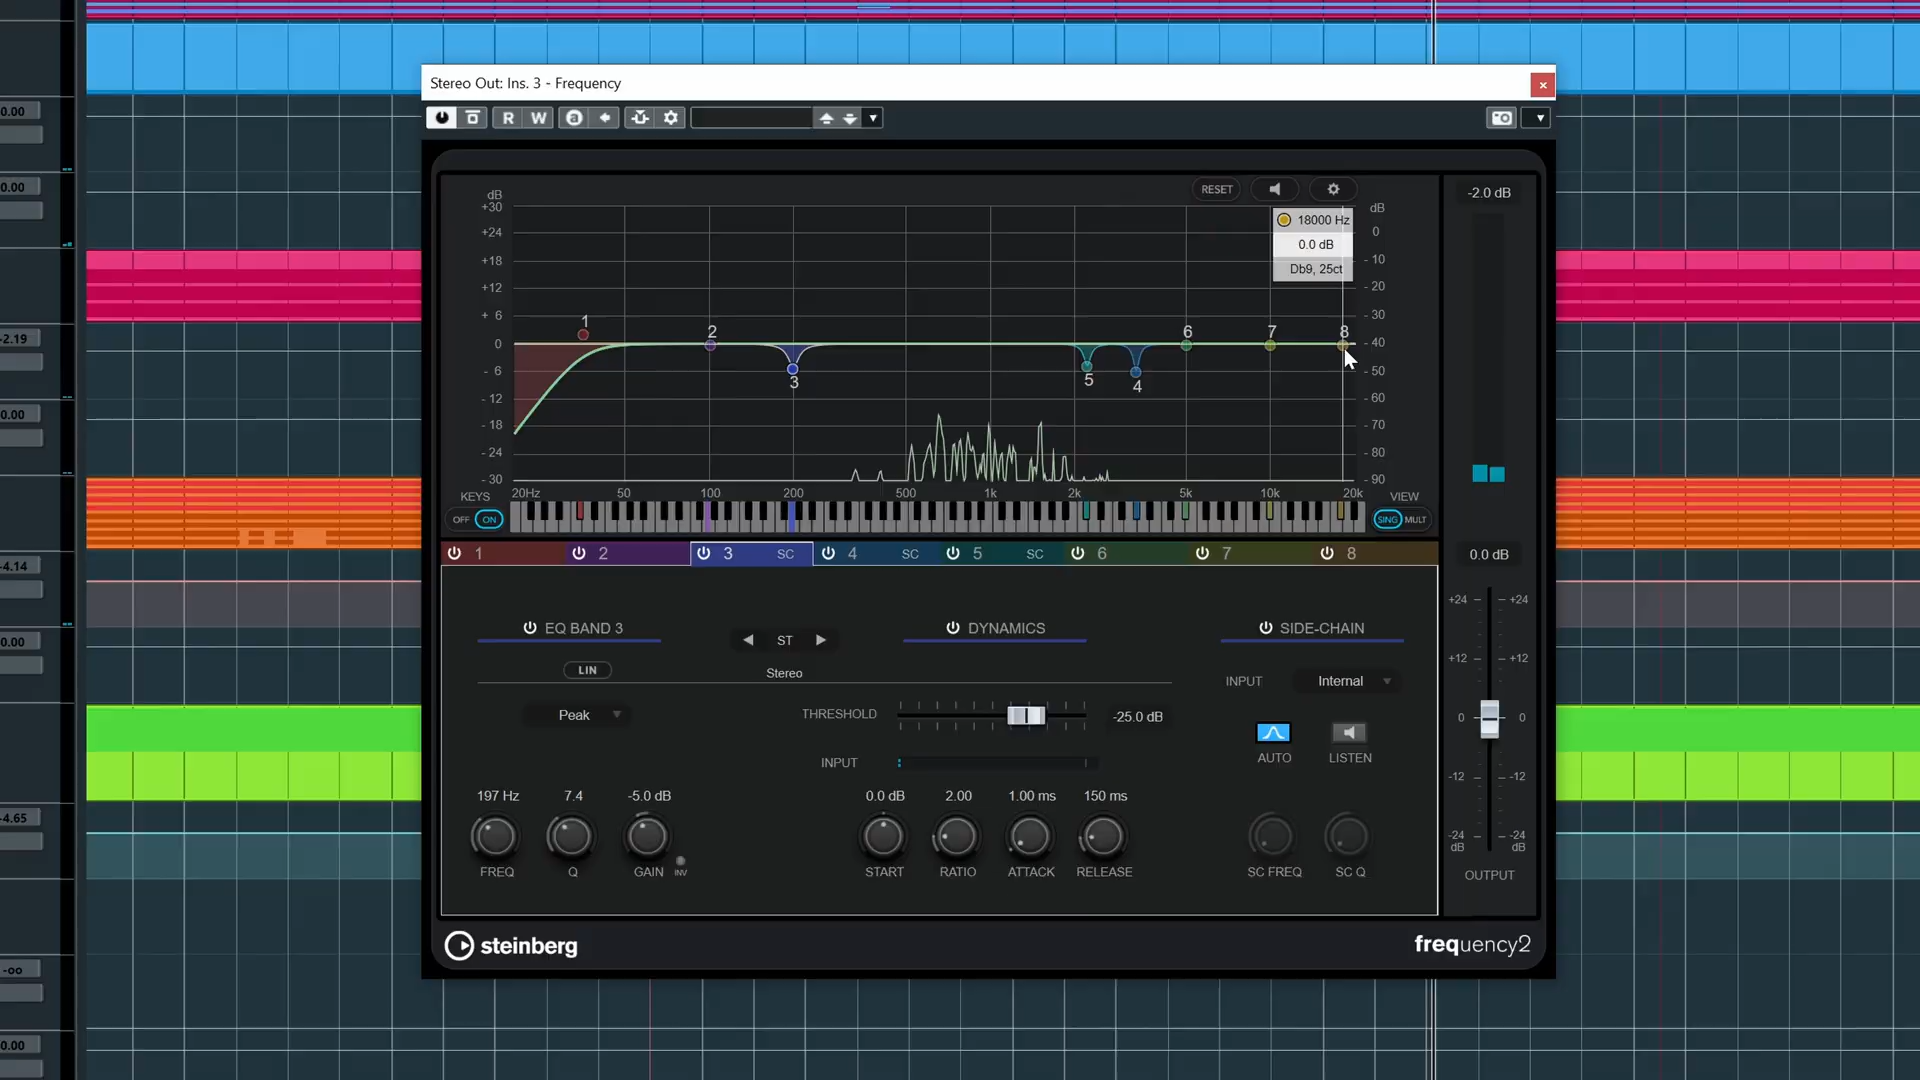 Stereo Out: Ins. 3 - Frequency
R W
RESET
-2.0 dB
dB
+30
+24
+18
+12
+ 6
0
- 6
- 12
- 18
- 24
- 30
18000 Hz
0.0 dB
Db9, 25ct
dB
0
- 10
- 20
- 30
- 40
- 50
- 60
- 70
- 80
- 90
1
2
3
5
4
6
7
8
KEYS
20Hz 50 100 200 500 1k 2k 5k 10k 20k
VIEW
OFF ON
SING MULT
1 2 3 SC 4 SC 5 SC 6 7 8
0.0 dB
EQ BAND 3
ST
DYNAMICS
SIDE-CHAIN
LIN
Stereo
INPUT Internal
Peak
THRESHOLD
-25.0 dB
INPUT
AUTO LISTEN
197 Hz 7.4 -5.0 dB
0.0 dB 2.00 1.00 ms 150 ms
FREQ Q GAIN INV
START RATIO ATTACK RELEASE
SC FREQ SC Q
+24 +24
+12 +12
0 0
-12 -12
-24 -24
dB dB
OUTPUT
steinberg
frequency2
0.00
0.00
-2.19
0.00
-4.14
0.00
-4.65
-oo
0.00